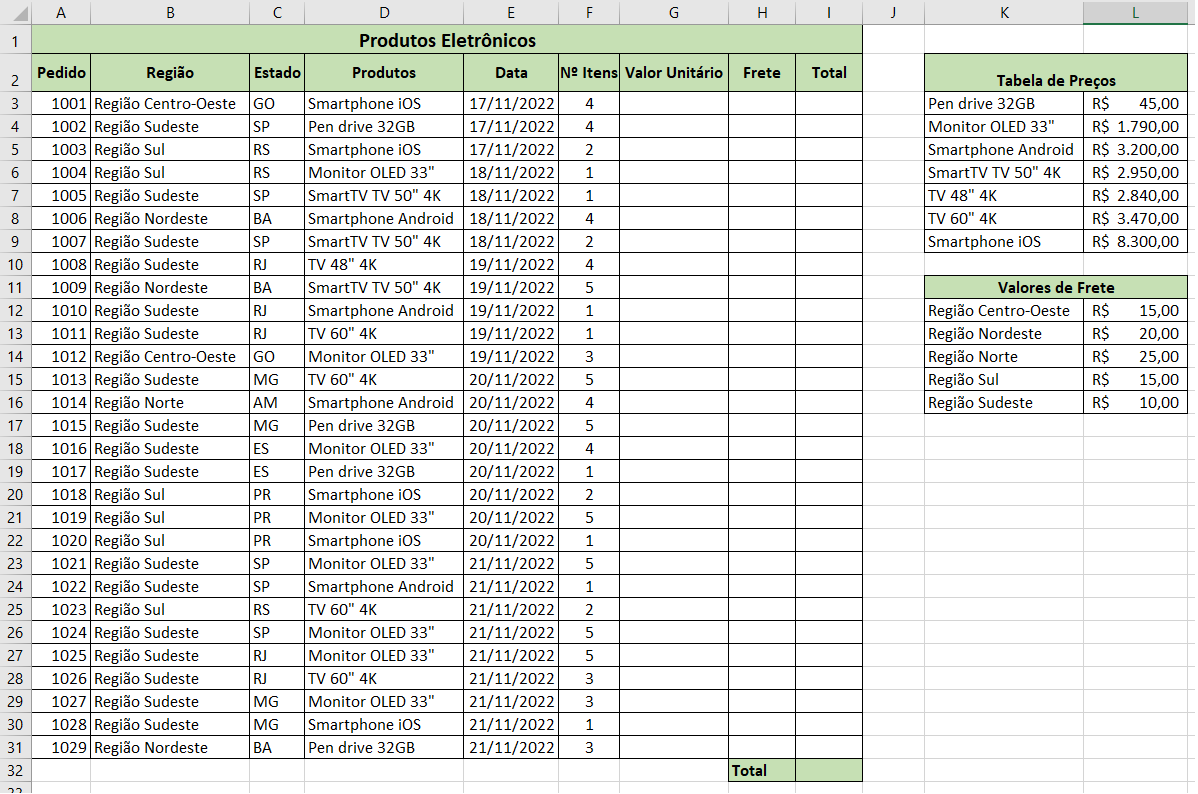 A B C D E F G H I J K L
1 Produtos Eletrônicos
2 Pedido Região Estado Produtos Data Nº Itens Valor Unitário Frete Total Tabela de Preços
3 1001 Região Centro-Oeste GO Smartphone iOS 17/11/2022 4 Pen drive 32GB R$ 45,00
4 1002 Região Sudeste SP Pen drive 32GB 17/11/2022 4 Monitor OLED 33" R$ 1.790,00
5 1003 Região Sul RS Smartphone iOS 17/11/2022 2 Smartphone Android R$ 3.200,00
6 1004 Região Sul RS Monitor OLED 33" 18/11/2022 1 SmartTV TV 50" 4K R$ 2.950,00
7 1005 Região Sudeste SP SmartTV TV 50" 4K 18/11/2022 1 TV 48" 4K R$ 2.840,00
8 1006 Região Nordeste BA Smartphone Android 18/11/2022 4 TV 60" 4K R$ 3.470,00
9 1007 Região Sudeste SP SmartTV TV 50" 4K 18/11/2022 2 Smartphone iOS R$ 8.300,00
10 1008 Região Sudeste RJ TV 48" 4K 19/11/2022 4
11 1009 Região Nordeste BA SmartTV TV 50" 4K 19/11/2022 5 Valores de Frete
12 1010 Região Sudeste RJ Smartphone Android 19/11/2022 1 Região Centro-Oeste R$ 15,00
13 1011 Região Sudeste RJ TV 60" 4K 19/11/2022 1 Região Nordeste R$ 20,00
14 1012 Região Centro-Oeste GO Monitor OLED 33" 19/11/2022 3 Região Norte R$ 25,00
15 1013 Região Sudeste MG TV 60" 4K 20/11/2022 5 Região Sul R$ 15,00
16 1014 Região Norte AM Smartphone Android 20/11/2022 4 Região Sudeste R$ 10,00
17 1015 Região Sudeste MG Pen drive 32GB 20/11/2022 5
18 1016 Região Sudeste ES Monitor OLED 33" 20/11/2022 4
19 1017 Região Sudeste ES Pen drive 32GB 20/11/2022 1
20 1018 Região Sul PR Smartphone iOS 20/11/2022 2
21 1019 Região Sul PR Monitor OLED 33" 20/11/2022 5
22 1020 Região Sul PR Smartphone iOS 20/11/2022 1
23 1021 Região Sudeste SP Monitor OLED 33" 21/11/2022 5
24 1022 Região Sudeste SP Smartphone Android 21/11/2022 1
25 1023 Região Sul RS TV 60" 4K 21/11/2022 2
26 1024 Região Sudeste SP Monitor OLED 33" 21/11/2022 5
27 1025 Região Sudeste RJ Monitor OLED 33" 21/11/2022 5
28 1026 Região Sudeste RJ TV 60" 4K 21/11/2022 3
29 1027 Região Sudeste MG Monitor OLED 33" 21/11/2022 3
30 1028 Região Sudeste MG Smartphone iOS 21/11/2022 1
31 1029 Região Nordeste BA Pen drive 32GB 21/11/2022 3
32 Total